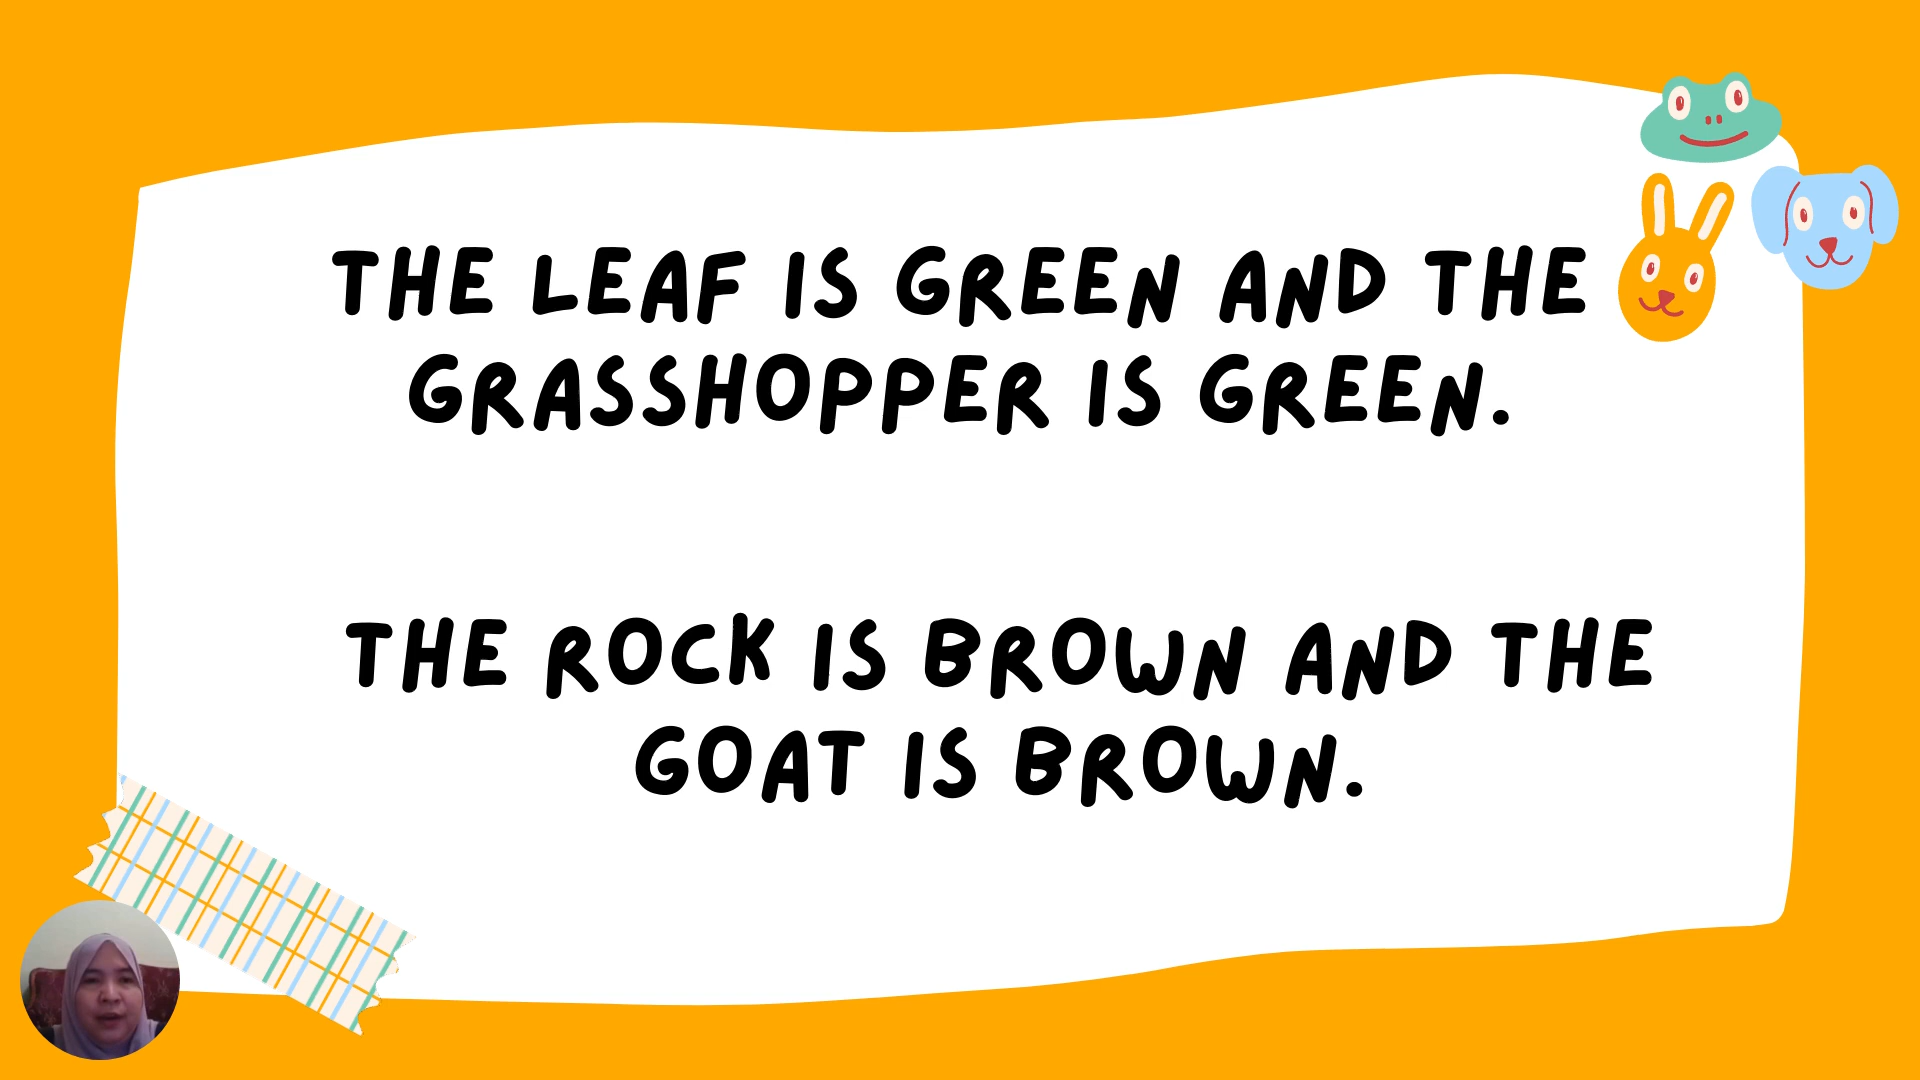 THE LEAF IS GREEN AND THE
GRASSHOPPER IS GREEN.
THE ROCK IS BROWN AND THE
GOAT IS BROWN.